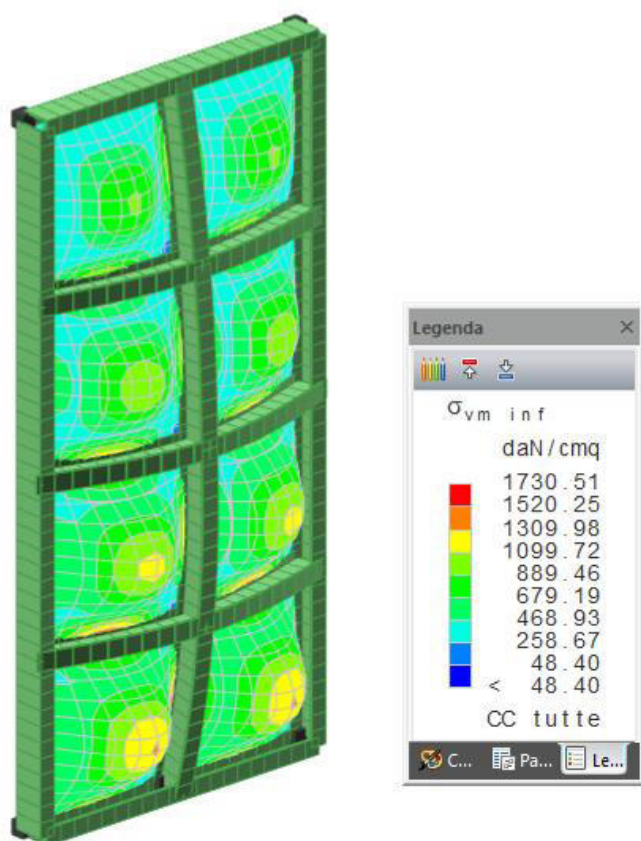 Legenda
σvm inf
daN/cmq
1730.51
1520.25
1309.98
1099.72
889.46
679.19
468.93
258.67
48.40
< 48.40
CC tutte
C... Pa... Le...